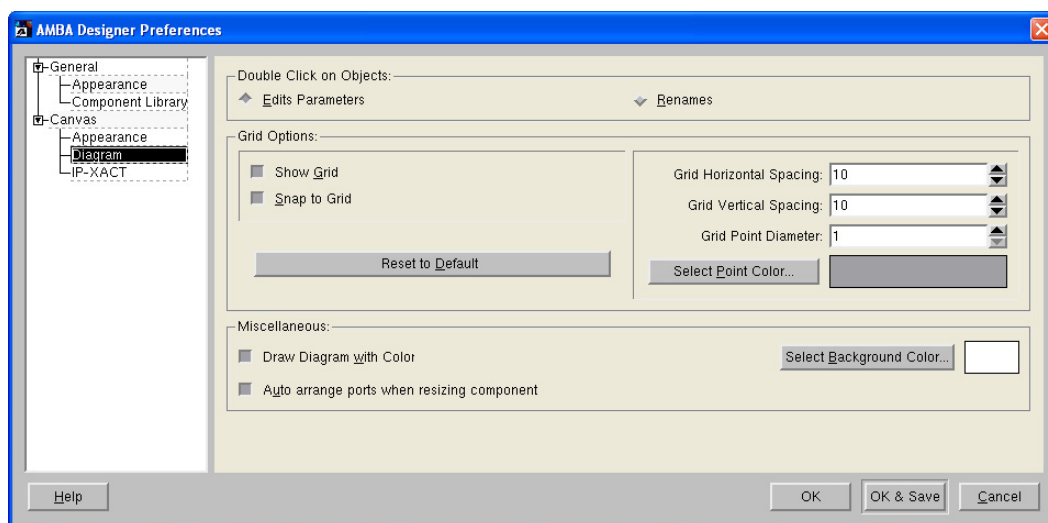 AMBA Designer Preferences
General
Appearance
Component Library
Canvas
Appearance
Diagram
IP-XACT
Double Click on Objects:
Edits Parameters
Renames
Grid Options:
Show Grid
Snap to Grid
Reset to Default
Grid Horizontal Spacing: 10
Grid Vertical Spacing: 10
Grid Point Diameter: 1
Select Point Color...
Miscellaneous:
Draw Diagram with Color
Select Background Color...
Auto arrange ports when resizing component
Help
OK
OK & Save
Cancel